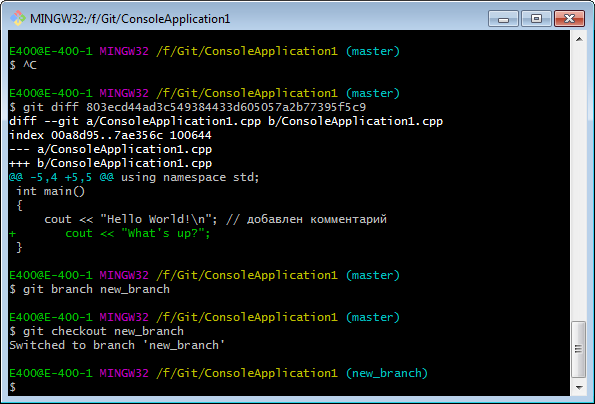 MINGW32:/f/Git/ConsoleApplication1
E400@E-400-1 MINGW32 /f/Git/ConsoleApplication1 (master)
$ ^C
E400@E-400-1 MINGW32 /f/Git/ConsoleApplication1 (master)
$ git diff 803ecd44ad3c549384433d605057a2b77395f5c9
diff --git a/ConsoleApplication1.cpp b/ConsoleApplication1.cpp
index 00a8d95..7ae356c 100644
--- a/ConsoleApplication1.cpp
+++ b/ConsoleApplication1.cpp
@@ -5,4 +5,5 @@ using namespace std;
 int main()
 {
     cout << "Hello World!\n"; // добавлен комментарий
+      cout << "What's up?";
 }
E400@E-400-1 MINGW32 /f/Git/ConsoleApplication1 (master)
$ git branch new_branch
E400@E-400-1 MINGW32 /f/Git/ConsoleApplication1 (master)
$ git checkout new_branch
Switched to branch 'new_branch'
E400@E-400-1 MINGW32 /f/Git/ConsoleApplication1 (new_branch)
$